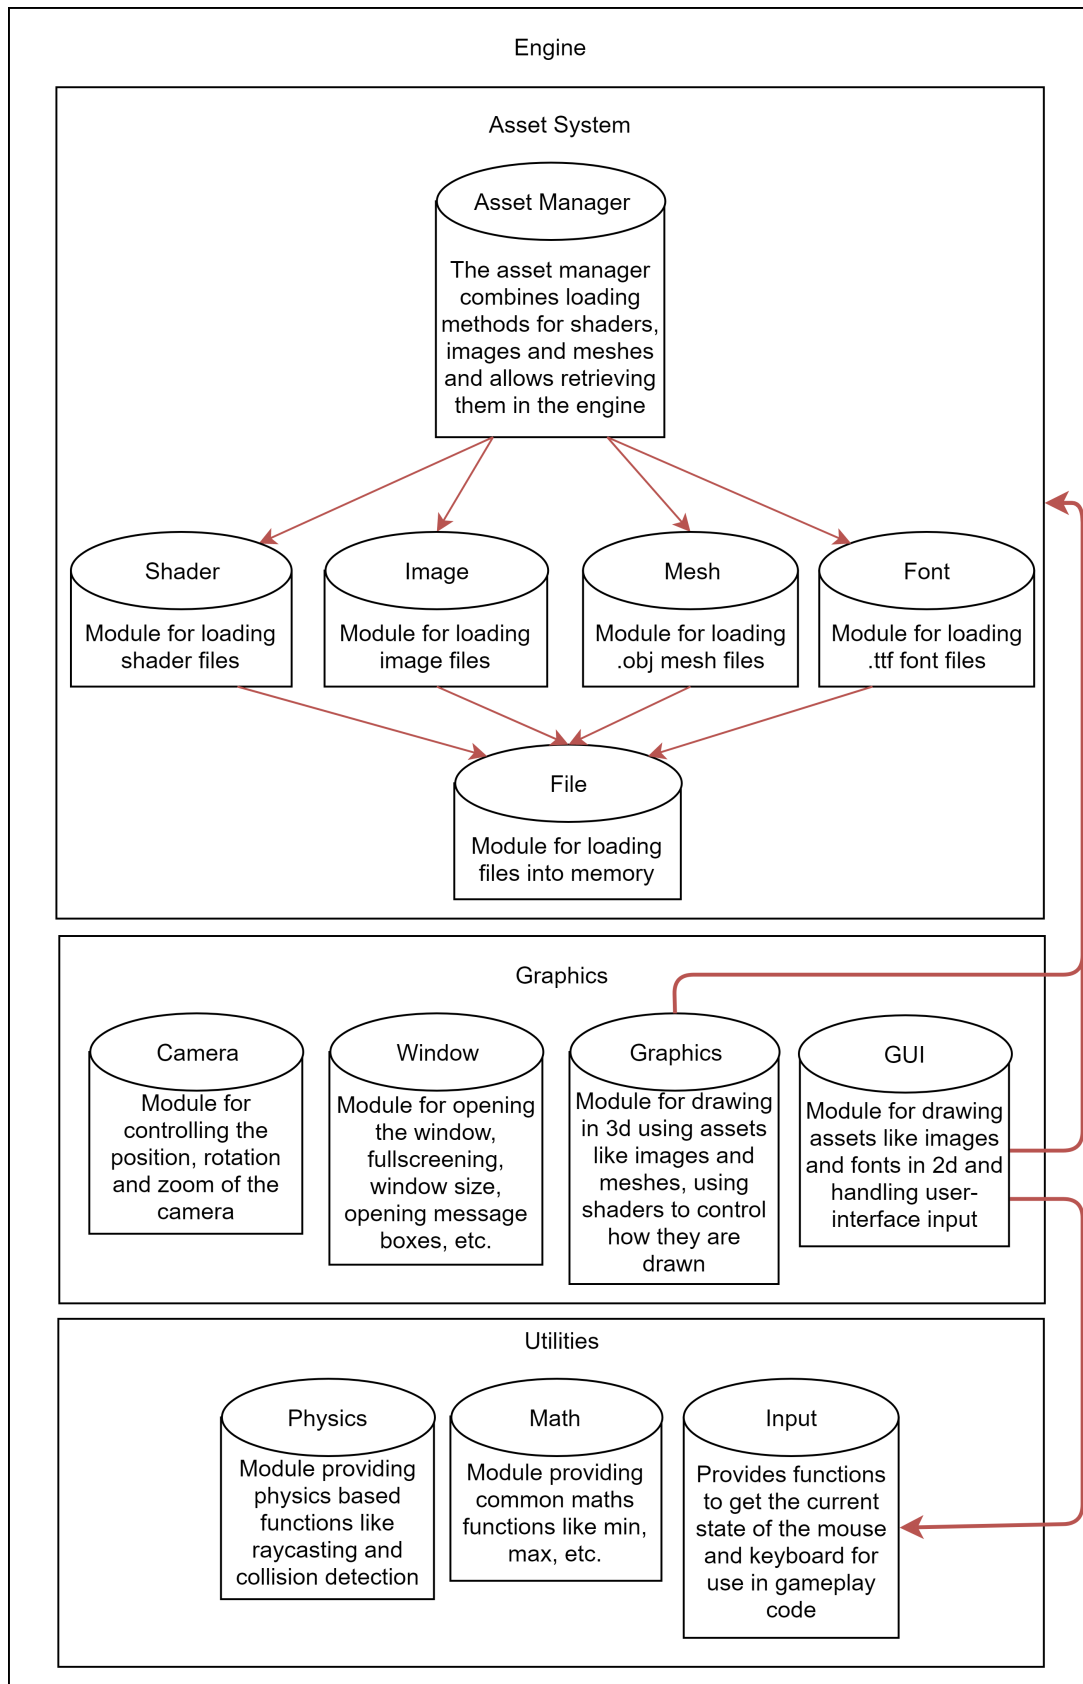 Engine
Asset System
Asset Manager
The asset manager
combines loading
methods for shaders,
images and meshes
and allows retrieving
them in the engine
Shader
Module for loading
shader files
Image
Module for loading
image files
Mesh
Module for loading
.obj mesh files
Font
Module for loading
.ttf font files
File
Module for loading
files into memory
Graphics
Camera
Module for
controlling the
position, rotation
and zoom of the
camera
Window
Module for opening
the window,
fullscreening,
window size,
opening message
boxes, etc.
Graphics
Module for drawing
in 3d using assets
like images and
meshes, using
shaders to control
how they are
drawn
GUI
Module for drawing
assets like images
and fonts in 2d and
handling user-
interface input
Utilities
Physics
Module providing
physics based
functions like
raycasting and
collision detection
Math
Module providing
common maths
functions like min,
max, etc.
Input
Provides functions
to get the current
state of the mouse
and keyboard for
use in gameplay
code